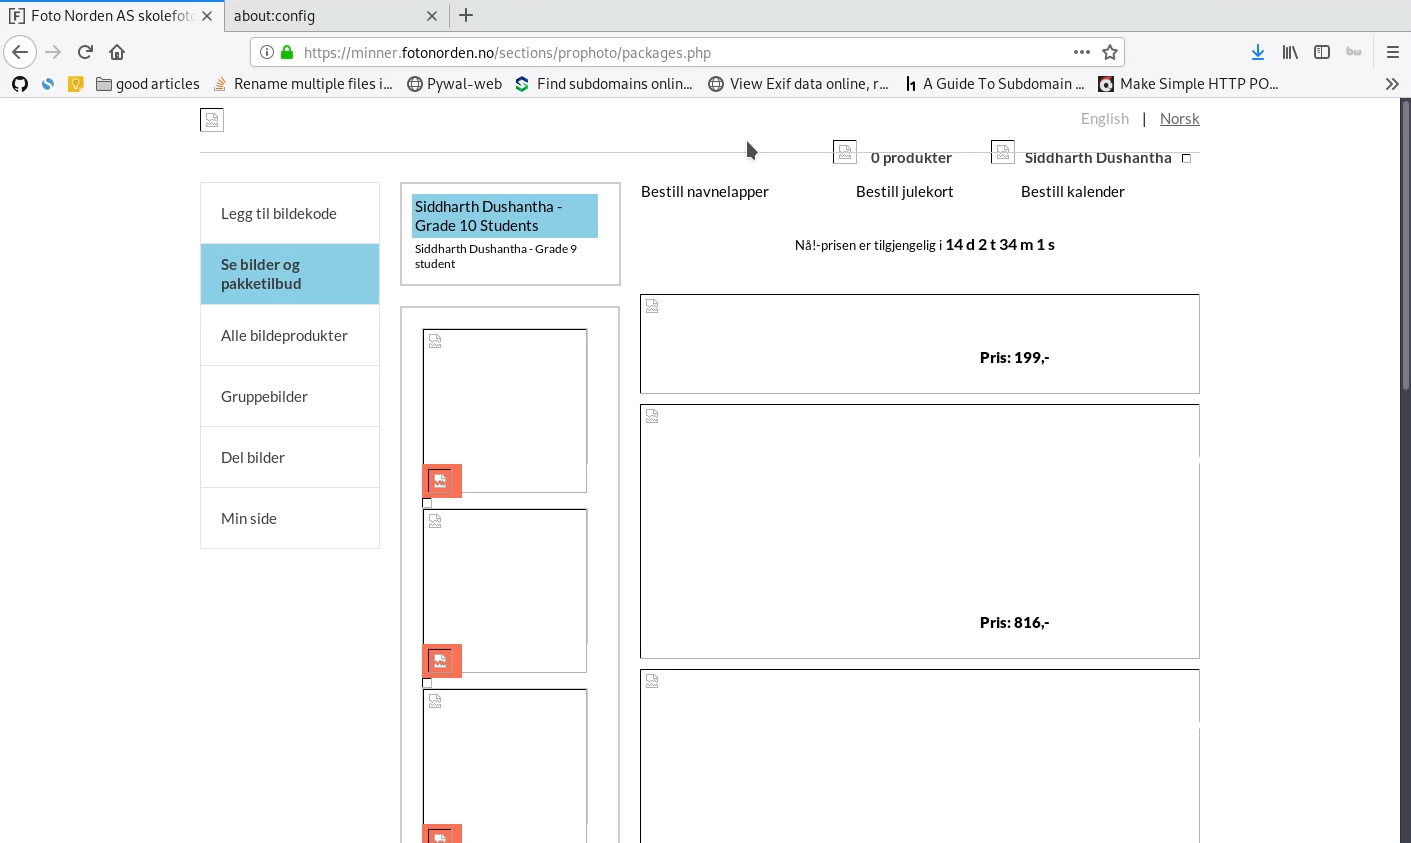 Foto Norden AS skolefoto
about:config
https://minner.fotonorden.no/sections/prophoto/packages.php
good articles
Rename multiple files i...
Pywal-web
Find subdomains onlin...
View Exif data online, r...
A Guide To Subdomain ...
Make Simple HTTP PO...
English | Norsk
0 produkter
Siddharth Dushantha
Legg til bildekode
Se bilder og
pakketilbud
Alle bildeprodukter
Gruppebilder
Del bilder
Min side
Siddharth Dushantha -
Grade 10 Students
Siddharth Dushantha - Grade 9
student
Bestill navnelapper
Bestill julekort
Bestill kalender
Nå!-prisen er tilgjengelig i 14 d 2 t 34 m 1 s
Pris: 199,-
Pris: 816,-